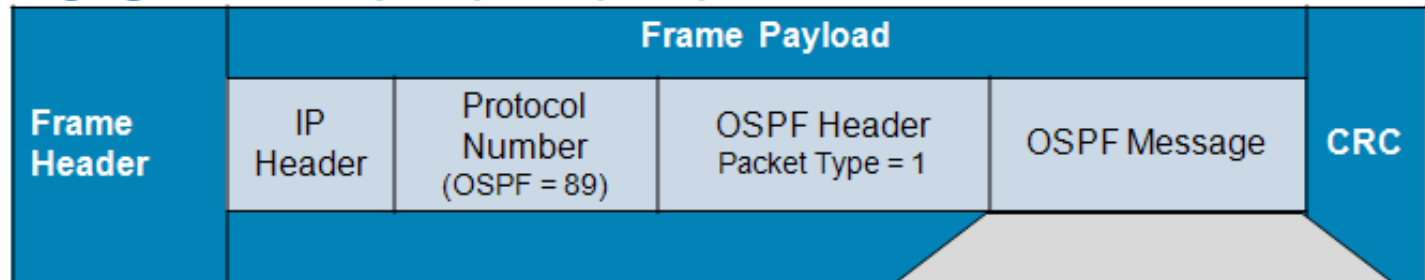 Frame Payload
Frame
Header
IP
Header
Protocol
Number
(OSPF = 89)
OSPF Header
Packet Type = 1
OSPF Message
CRC